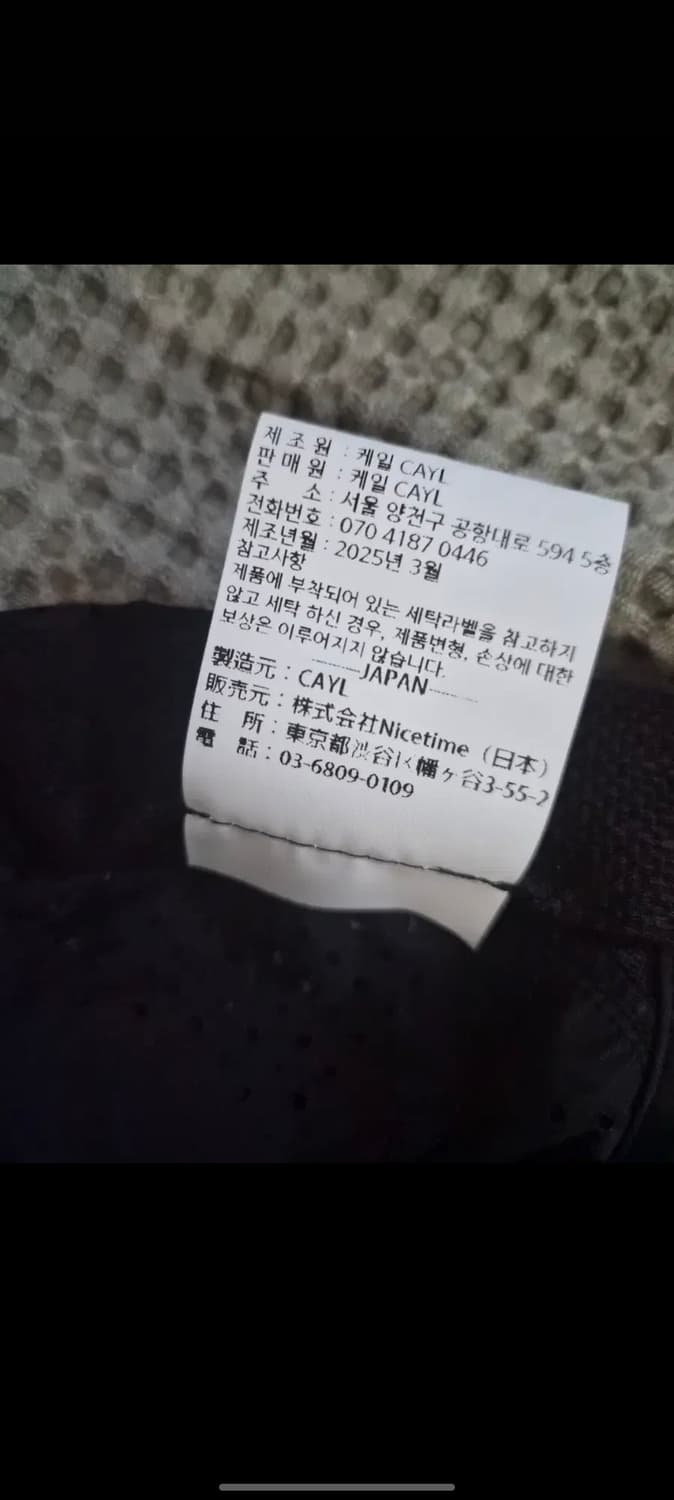 제 조 원 : 케일 CAYL
판 매 원 : 케일 CAYL
주 소 : 서울 양천구 공항대로 594 5층
전화번호 : 070 4187 0446
제조년월 : 2025년 3월
참고사항
제품에 부착되어 있는 세탁라벨을 참고하지
않고 세탁 하신 경우, 제품변형, 손상에 대한
보상은 이루어지지 않습니다.
----------JAPAN----------
製造元 : CAYL
販売元 : 株式会社Nicetime（日本）
住 所 : 東京都渋谷区幡ヶ谷3-55-2
電 話 : 03-6809-0109